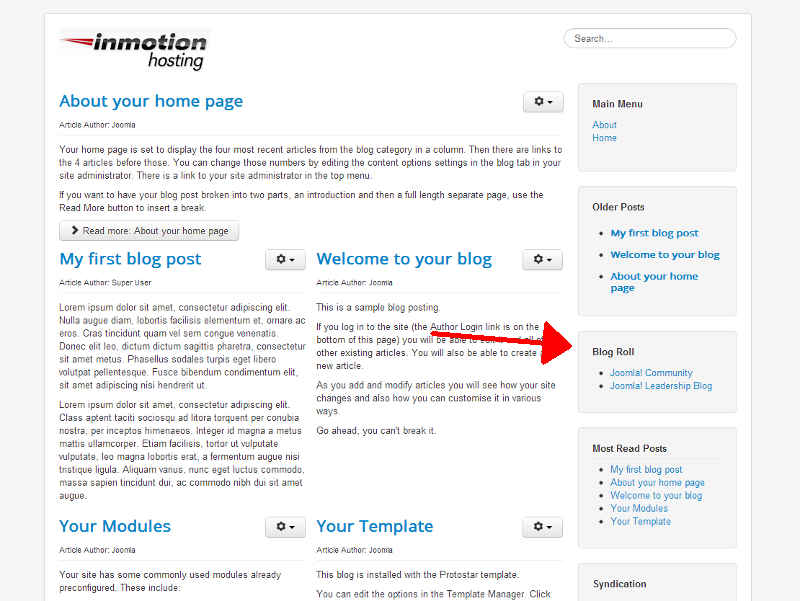 inmotion
hosting
Search...
About your home page
Article Author: Joomla
Your home page is set to display the four most recent articles from the blog category in a column. Then there are links to
the 4 articles before those. You can change those numbers by editing the content options settings in the blog tab in your
site administrator. There is a link to your site administrator in the top menu.
If you want to have your blog post broken into two parts, an introduction and then a full length separate page, use the
Read More button to insert a break.
Read more: About your home page
My first blog post
Article Author: Super User
Lorem ipsum dolor sit amet, consectetur adipiscing elit.
Nulla augue diam, lobortis facilisis elementum et, ornare ac
eros. Cras tincidunt quam vel sem congue venenatis.
Donec elit leo, dictum dictum sagittis pharetra, consectetur
sit amet metus. Phasellus sodales turpis eget libero
volutpat pellentesque. Fusce bibendum condimentum elit,
sit amet adipiscing nisi hendrerit ut.
Lorem ipsum dolor sit amet, consectetur adipiscing elit.
Class aptent taciti sociosqu ad litora torquent per conubia
nostra, per inceptos himenaeos. Integer id magna a metus
mattis ullamcorper. Etiam facilisis, tortor ut vulputate
vulputate, leo magna lobortis erat, a fermentum augue nisi
tristique ligula. Aliquam varius, nunc eget luctus commodo,
massa sapien tincidunt dui, ac commodo nibh dui sit amet
augue.
Welcome to your blog
Article Author: Joomla
This is a sample blog posting.
If you log in to the site (the Author Login link is on the
bottom of this page) you will be able to
other existing articles. You will also be able to create a
new article.
As you add and modify articles you will see how your site
changes and also how you can customise it in various
ways.
Go ahead, you can't break it.
Your Modules
Article Author: Joomla
Your site has some commonly used modules already
preconfigured. These include:
Your Template
Article Author: Joomla
This blog is installed with the Protostar template.
You can edit the options in the Template Manager. Click
Main Menu
About
Home
Older Posts
My first blog post
Welcome to your blog
About your home
page
Blog Roll
Joomla! Community
Joomla! Leadership Blog
Most Read Posts
My first blog post
About your home page
Welcome to your blog
Your Modules
Your Template
Syndication